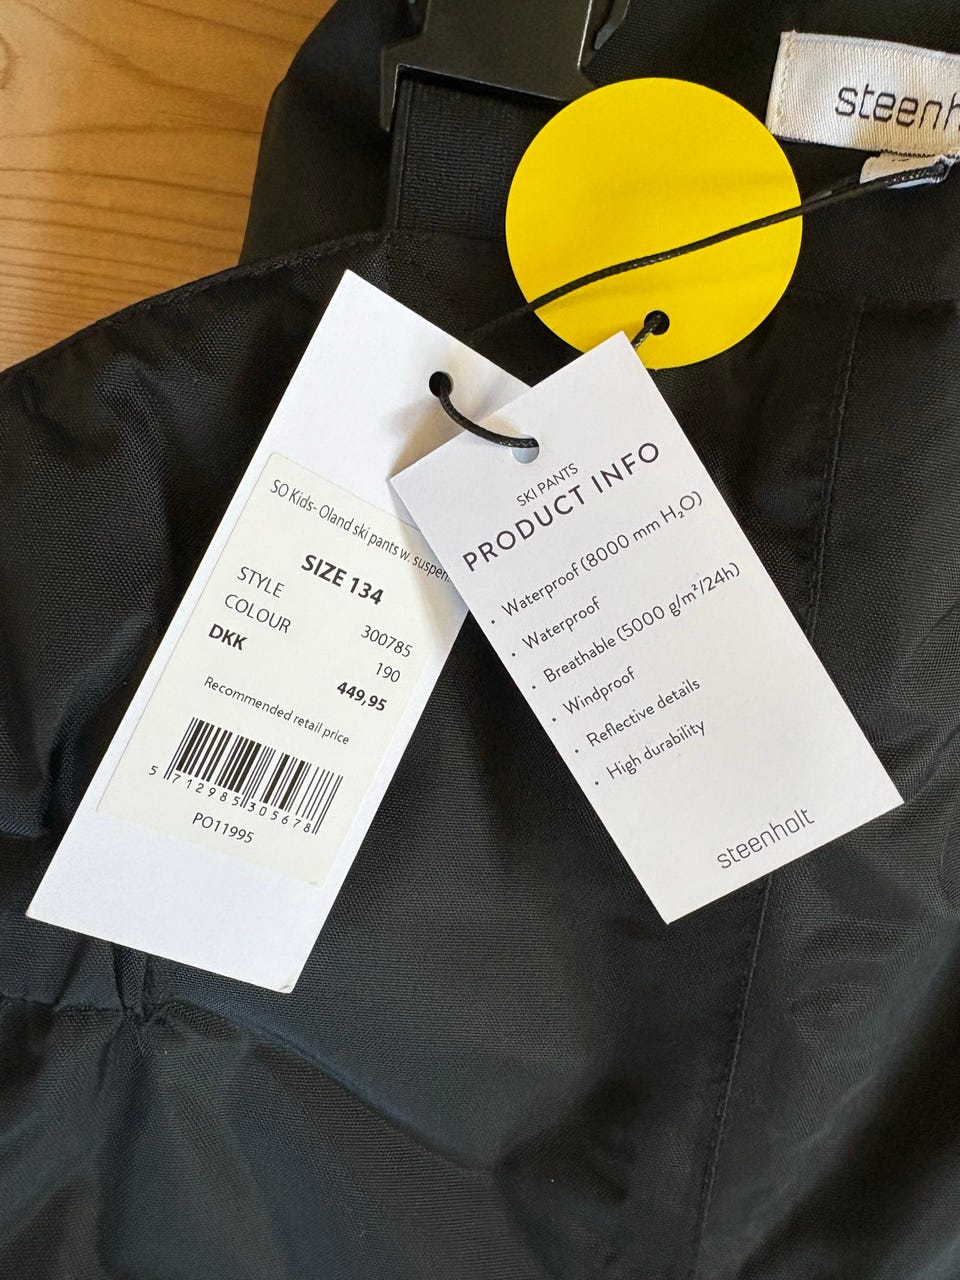 steenh
SO Kids- Oland ski pants w. suspen
SIZE 134
STYLE 300785
COLOUR 190
DKK 449,95
Recommended retail price
5 712985 305678
PO11995
SKI PANTS
PRODUCT INFO
• Waterproof (8000 mm H₂O)
• Waterproof
• Breathable (5000 g/m²/24h)
• Windproof
• Reflective details
• High durability
steenholt